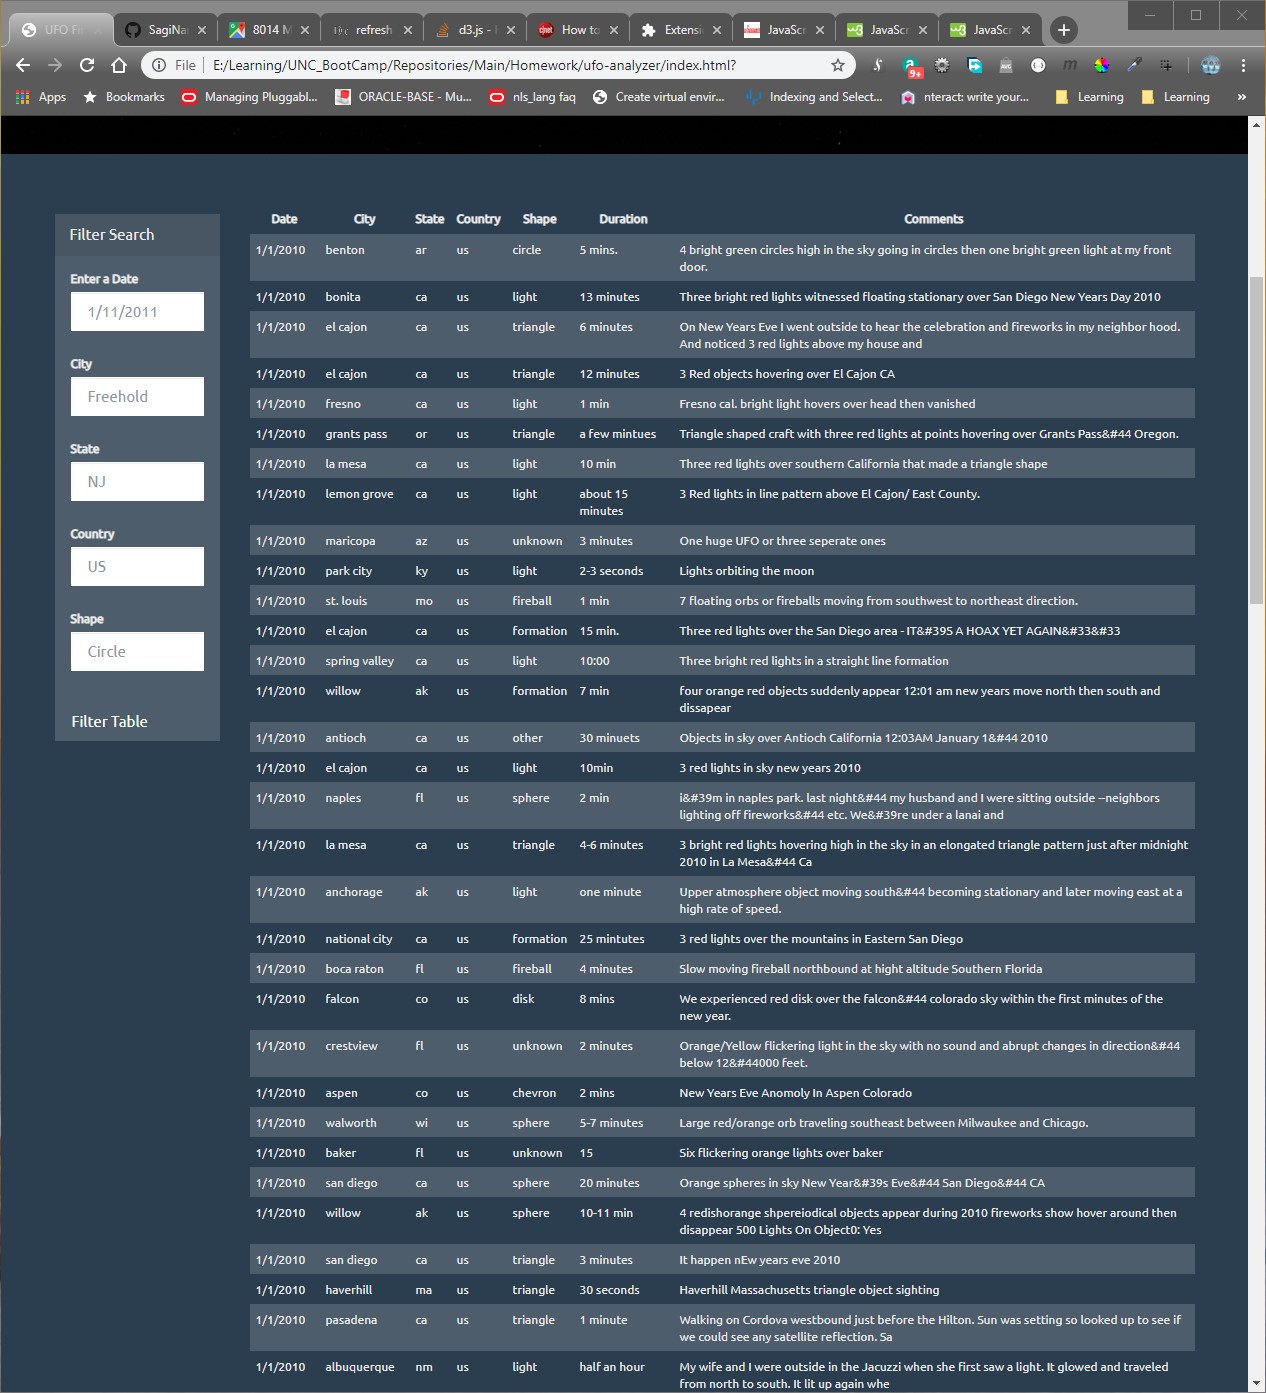 UFO Fi
SagiNa
8014 M
refresh
d3.js -
How to
Extensi
JavaScr
JavaScr
JavaScr
File
E:/Learning/UNC_BootCamp/Repositories/Main/Homework/ufo-analyzer/index.html?
9+
Apps Bookmarks Managing Pluggabl... ORACLE-BASE - Mu... nls_lang faq Create virtual envir... Indexing and Select... nteract: write your... Learning Learning »
Filter Search
Enter a Date
1/11/2011
City
Freehold
State
NJ
Country
US
Shape
Circle
Filter Table
Date City State Country Shape Duration Comments
1/1/2010 benton ar us circle 5 mins. 4 bright green circles high in the sky going in circles then one bright green light at my front
door.
1/1/2010 bonita ca us light 13 minutes Three bright red lights witnessed floating stationary over San Diego New Years Day 2010
1/1/2010 el cajon ca us triangle 6 minutes On New Years Eve I went outside to hear the celebration and fireworks in my neighbor hood.
And noticed 3 red lights above my house and
1/1/2010 el cajon ca us triangle 12 minutes 3 Red objects hovering over El Cajon CA
1/1/2010 fresno ca us light 1 min Fresno cal. bright light hovers over head then vanished
1/1/2010 grants pass or us triangle a few mintues Triangle shaped craft with three red lights at points hovering over Grants Pass&#44 Oregon.
1/1/2010 la mesa ca us light 10 min Three red lights over southern California that made a triangle shape
1/1/2010 lemon grove ca us light about 15 3 Red lights in line pattern above El Cajon/ East County.
minutes
1/1/2010 maricopa az us unknown 3 minutes One huge UFO or three seperate ones
1/1/2010 park city ky us light 2-3 seconds Lights orbiting the moon
1/1/2010 st. louis mo us fireball 1 min 7 floating orbs or fireballs moving from southwest to northeast direction.
1/1/2010 el cajon ca us formation 15 min. Three red lights over the San Diego area - IT&#39S A HOAX YET AGAIN&#33&#33
1/1/2010 spring valley ca us light 10:00 Three bright red lights in a straight line formation
1/1/2010 willow ak us formation 7 min four orange red objects suddenly appear 12:01 am new years move north then south and
dissapear
1/1/2010 antioch ca us other 30 minuets Objects in sky over Antioch California 12:03AM January 1&#44 2010
1/1/2010 el cajon ca us light 10min 3 red lights in sky new years 2010
1/1/2010 naples fl us sphere 2 min i&#39m in naples park. last night&#44 my husband and I were sitting outside --neighbors
lighting off fireworks&#44 etc. We&#39re under a lanai and
1/1/2010 la mesa ca us triangle 4-6 minutes 3 bright red lights hovering high in the sky in an elongated triangle pattern just after midnight
2010 in La Mesa&#44 Ca
1/1/2010 anchorage ak us light one minute Upper atmosphere object moving south&#44 becoming stationary and later moving east at a
high rate of speed.
1/1/2010 national city ca us formation 25 mintutes 3 red lights over the mountains in Eastern San Diego
1/1/2010 boca raton fl us fireball 4 minutes Slow moving fireball northbound at hight altitude Southern Florida
1/1/2010 falcon co us disk 8 mins We experienced red disk over the falcon&#44 colorado sky within the first minutes of the
new year.
1/1/2010 crestview fl us unknown 2 minutes Orange/Yellow flickering light in the sky with no sound and abrupt changes in direction&#44
below 12&#44000 feet.
1/1/2010 aspen co us chevron 2 mins New Years Eve Anomoly In Aspen Colorado
1/1/2010 walworth wi us sphere 5-7 minutes Large red/orange orb traveling southeast between Milwaukee and Chicago.
1/1/2010 baker fl us unknown 15 Six flickering orange lights over baker
1/1/2010 san diego ca us sphere 20 minutes Orange spheres in sky New Year&#39s Eve&#44 San Diego&#44 CA
1/1/2010 willow ak us sphere 10-11 min 4 redishorange shpereiodical objects appear during 2010 fireworks show hover around then
disappear 500 Lights On Object0: Yes
1/1/2010 san diego ca us triangle 3 minutes It happen nEw years eve 2010
1/1/2010 haverhill ma us triangle 30 seconds Haverhill Massachusetts triangle object sighting
1/1/2010 pasadena ca us triangle 1 minute Walking on Cordova westbound just before the Hilton. Sun was setting so looked up to see if
we could see any satellite reflection. Sa
1/1/2010 albuquerque nm us light half an hour My wife and I were outside in the Jacuzzi when she first saw a light. It glowed and traveled
from north to south. It lit up again whe